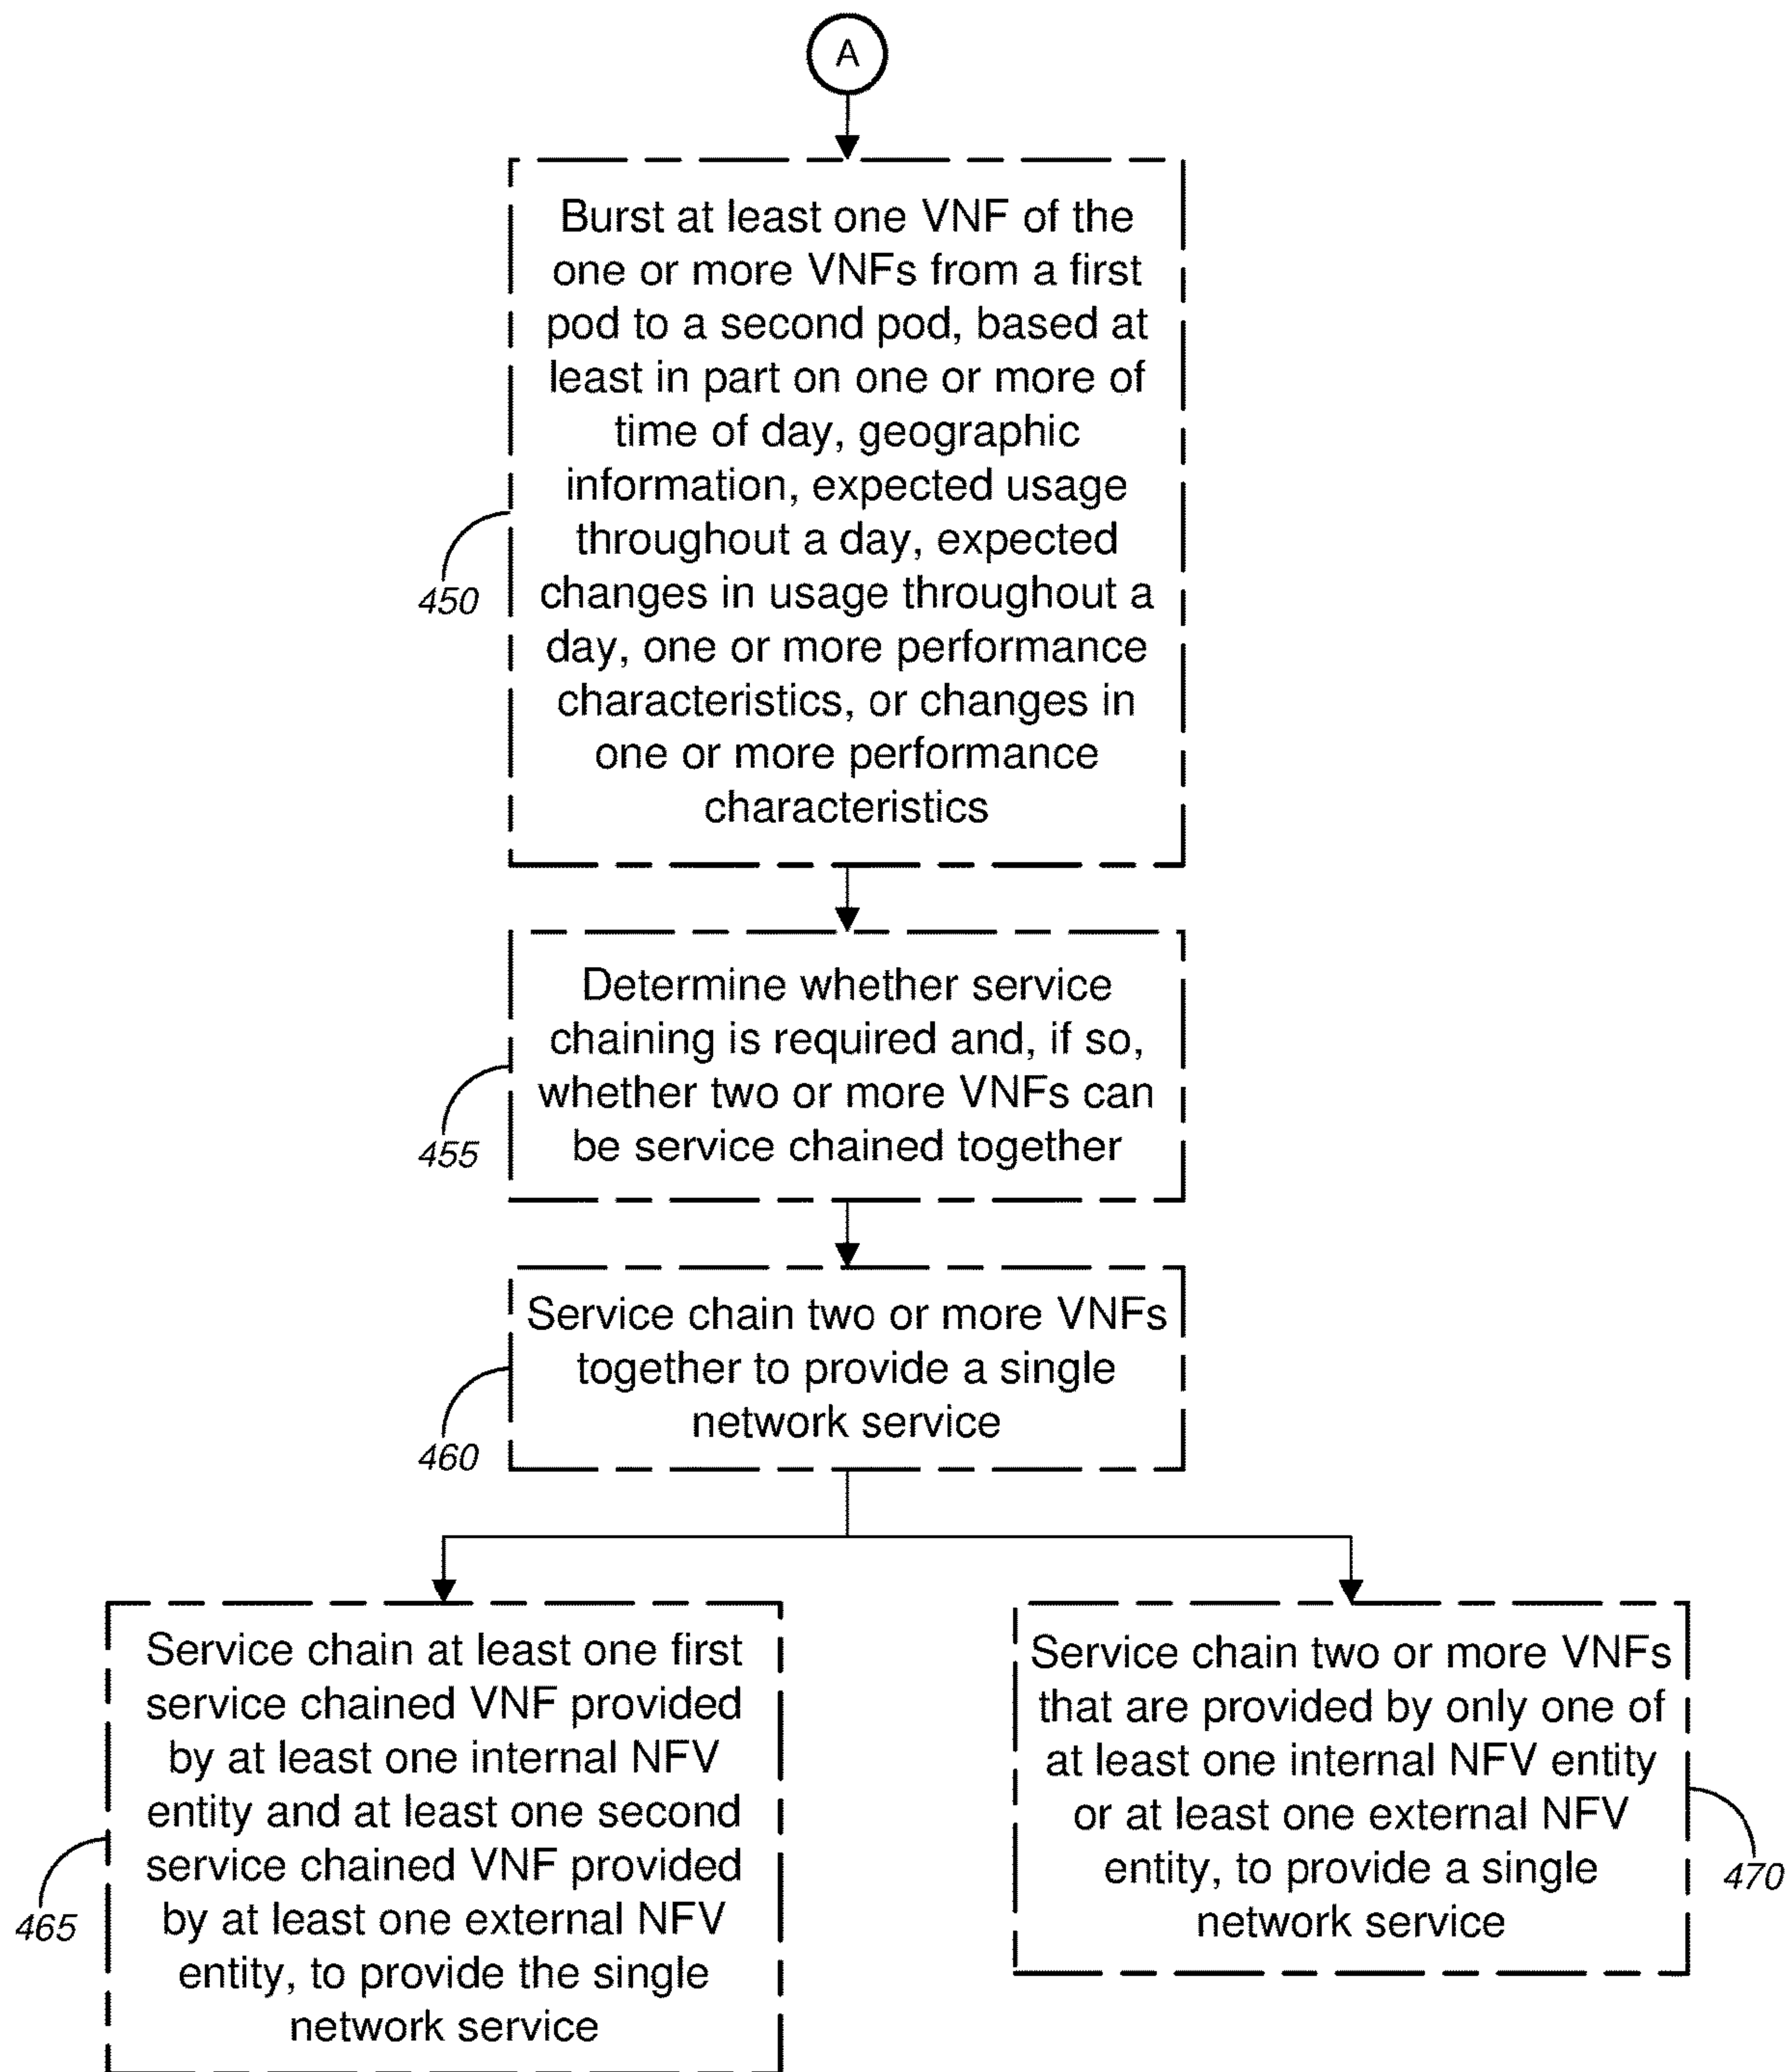 A
Burst at least one VNF of the
one or more VNFs from a first
pod to a second pod, based at
least in part on one or more of
time of day, geographic
information, expected usage
throughout a day, expected
changes in usage throughout a
day, one or more performance
characteristics, or changes in
one or more performance
characteristics
450
Determine whether service
chaining is required and, if so,
whether two or more VNFs can
be service chained together
455
Service chain two or more VNFs
together to provide a single
network service
460
Service chain at least one first
service chained VNF provided
by at least one internal NFV
entity and at least one second
service chained VNF provided
by at least one external NFV
entity, to provide the single
network service
465
Service chain two or more VNFs
that are provided by only one of
at least one internal NFV entity
or at least one external NFV
entity, to provide a single
network service
470